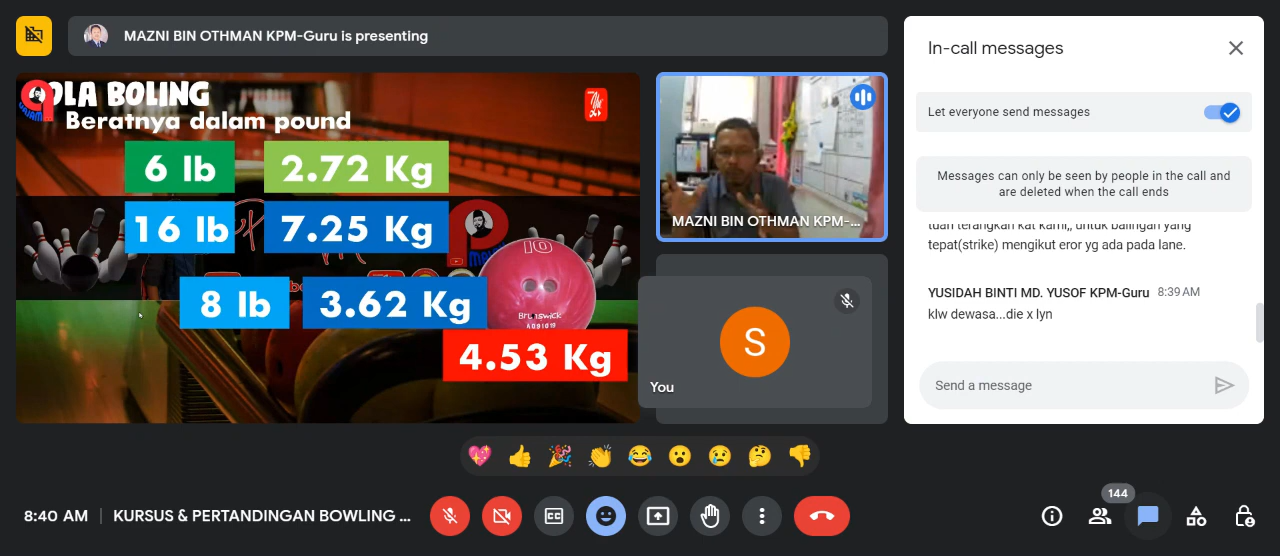 MAZNI BIN OTHMAN KPM-Guru is presenting
BOLA BOLING
Beratnya dalam pound
6 lb
2.72 Kg
16 lb
7.25 Kg
8 lb
3.62 Kg
10
Brunswick
4.53 Kg
MAZNI BIN OTHMAN KPM-...
S
You
In-call messages
Let everyone send messages
Messages can only be seen by people in the call and
are deleted when the call ends
tuan terangkan kat kami,, untuk balingan yang
tepat(strike) mengikut eror yg ada pada lane.
YUSIDAH BINTI MD. YUSOF KPM-Guru 8:39 AM
klw dewasa...die x lyn
Send a message
8:40 AM | KURSUS & PERTANDINGAN BOWLING ...
CC
144